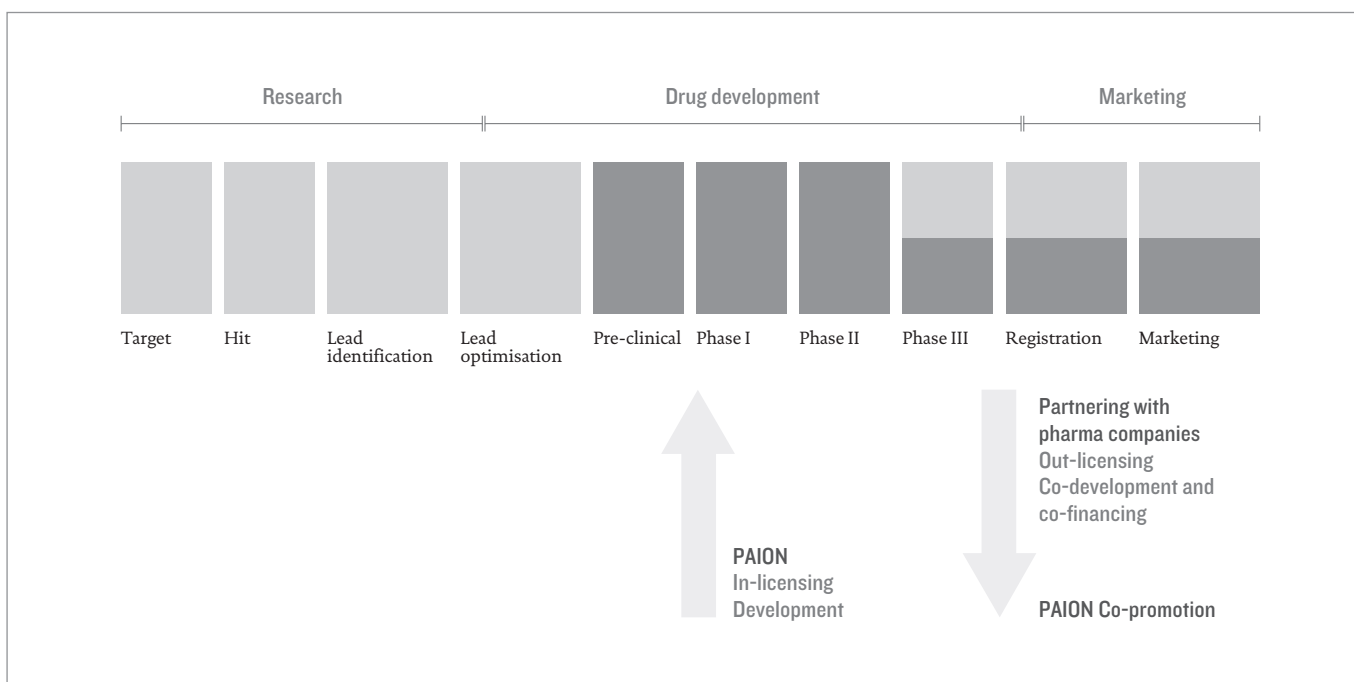 Research
Drug development
Marketing
Target
Hit
Lead
identification
Lead
optimisation
Pre-clinical
Phase I
Phase II
Phase III
Registration
Marketing
PAION
In-licensing
Development
Partnering with
pharma companies
Out-licensing
Co-development and
co-financing
PAION Co-promotion